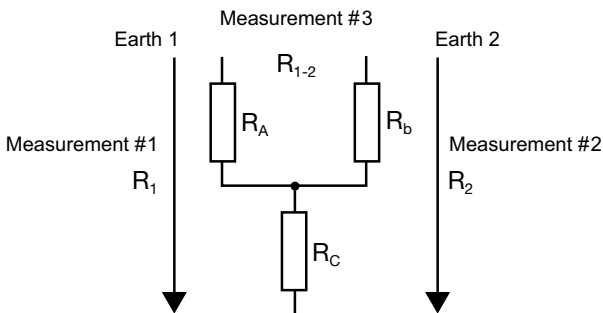 Measurement #3
Earth 1
Earth 2
R1-2
RA
Rb
Measurement #1
Measurement #2
R1
R2
RC